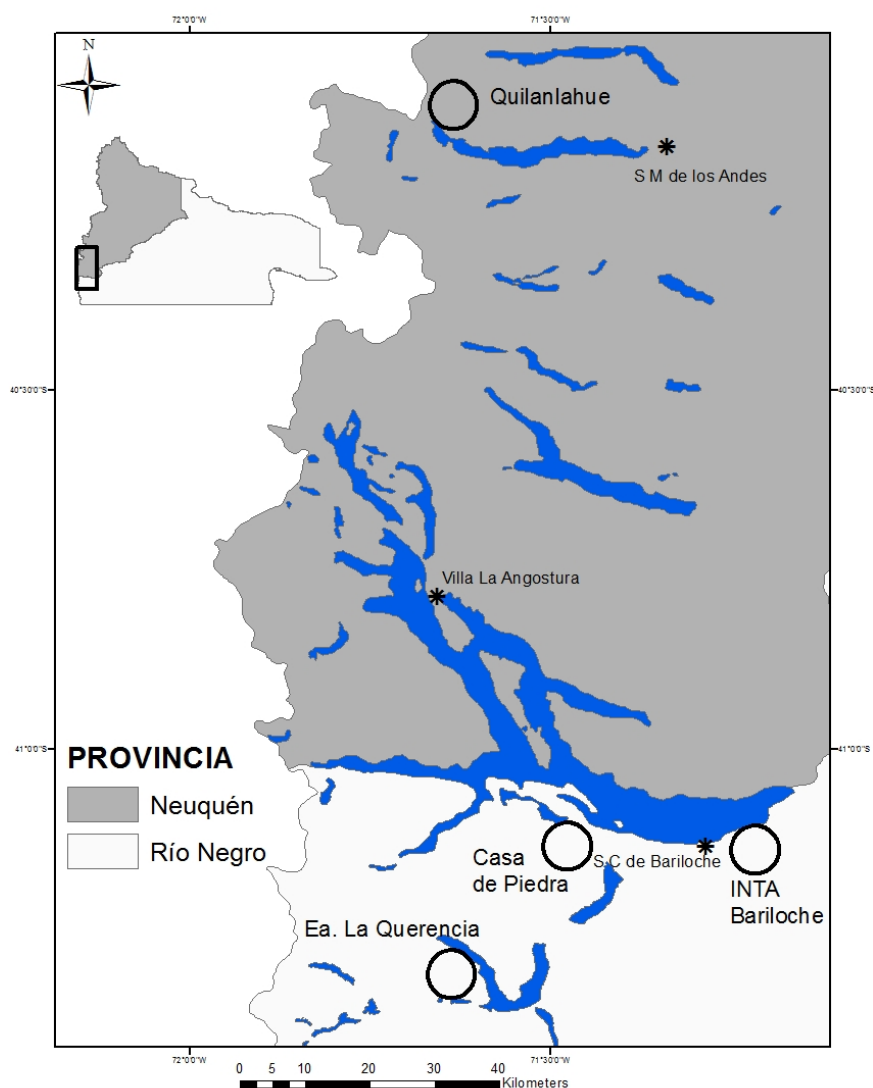 72°0'0"W
71°30'0"W
N
Quilanlahue
S M de los Andes
40°30'0"S
40°30'0"S
Villa La Angostura
41°0'0"S
41°0'0"S
PROVINCIA
Neuquén
Río Negro
Casa
de Piedra
S.C de Bariloche
INTA
Bariloche
Ea. La Querencia
72°0'0"W
71°30'0"W
0 5 10 20 30 40
Kilometers